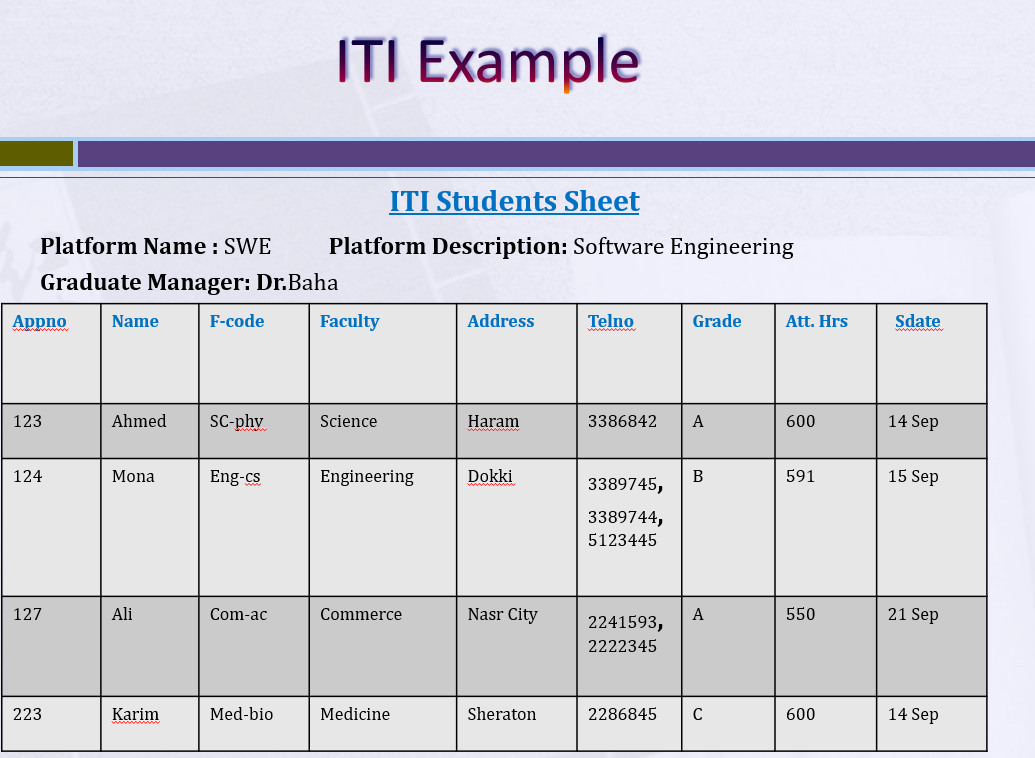 ITI Example
ITI Students Sheet
Platform Name : SWE Platform Description: Software Engineering
Graduate Manager: Dr.Baha
Appno Name F-code Faculty Address Telno Grade Att. Hrs Sdate
123 Ahmed SC-phy Science Haram 3386842 A 600 14 Sep
124 Mona Eng-cs Engineering Dokki 3389745, B 591 15 Sep
3389744,
5123445
127 Ali Com-ac Commerce Nasr City 2241593, A 550 21 Sep
2222345
223 Karim Med-bio Medicine Sheraton 2286845 C 600 14 Sep